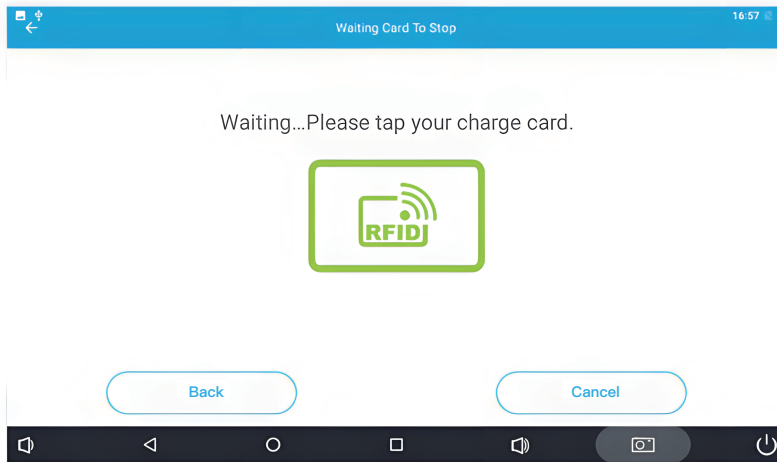 Waiting Card To Stop
16:57
Waiting...Please tap your charge card.
RFID
Back
Cancel